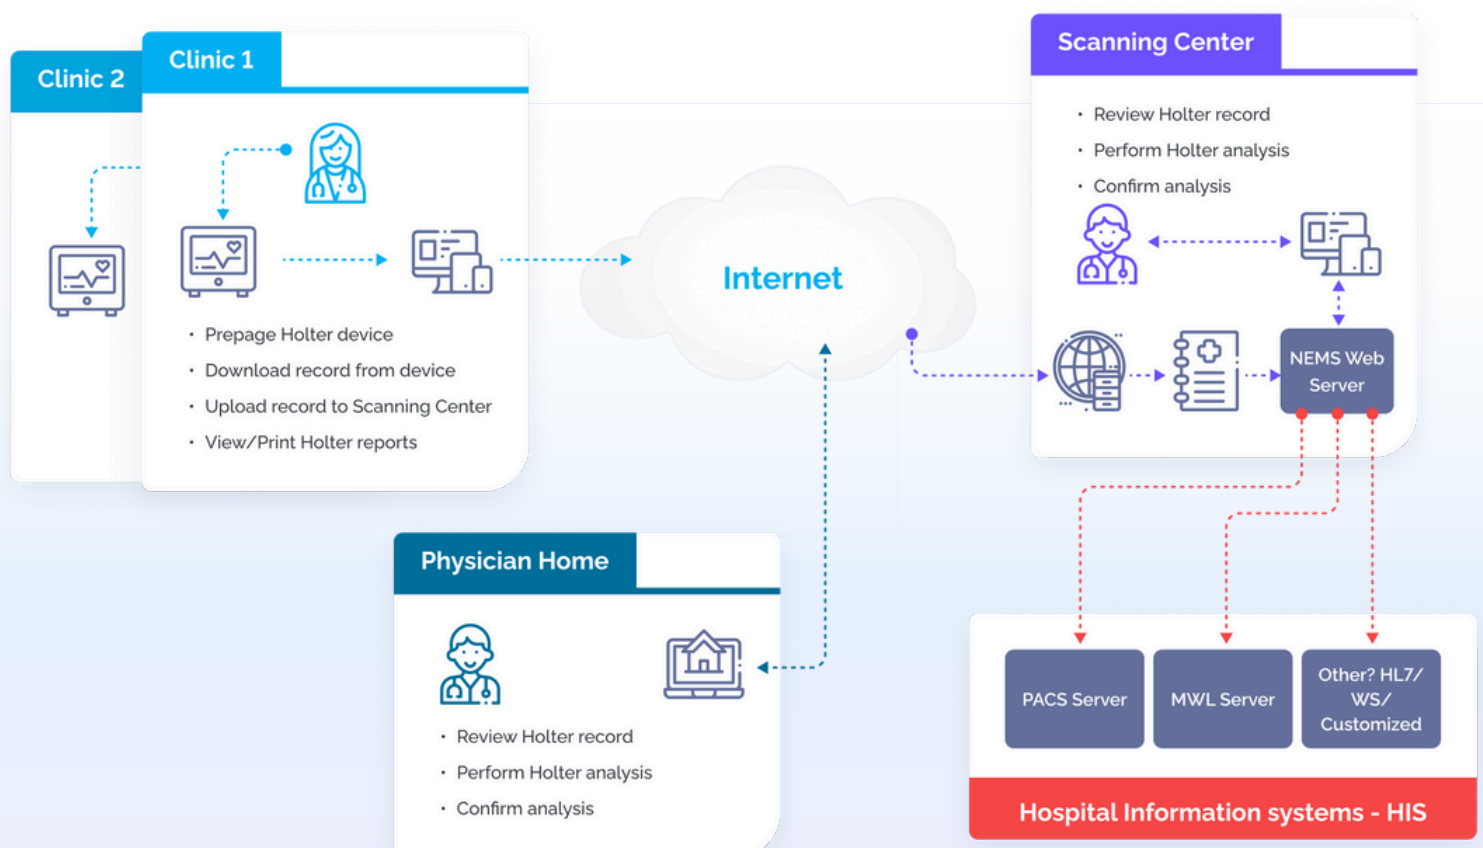 Clinic 2
Clinic 1
• Prepage Holter device
• Download record from device
• Upload record to Scanning Center
• View/Print Holter reports
Internet
Scanning Center
• Review Holter record
• Perform Holter analysis
• Confirm analysis
NEMS Web
Server
Physician Home
• Review Holter record
• Perform Holter analysis
• Confirm analysis
PACS Server
MWL Server
Other? HL7/
WS/
Customized
Hospital Information systems - HIS